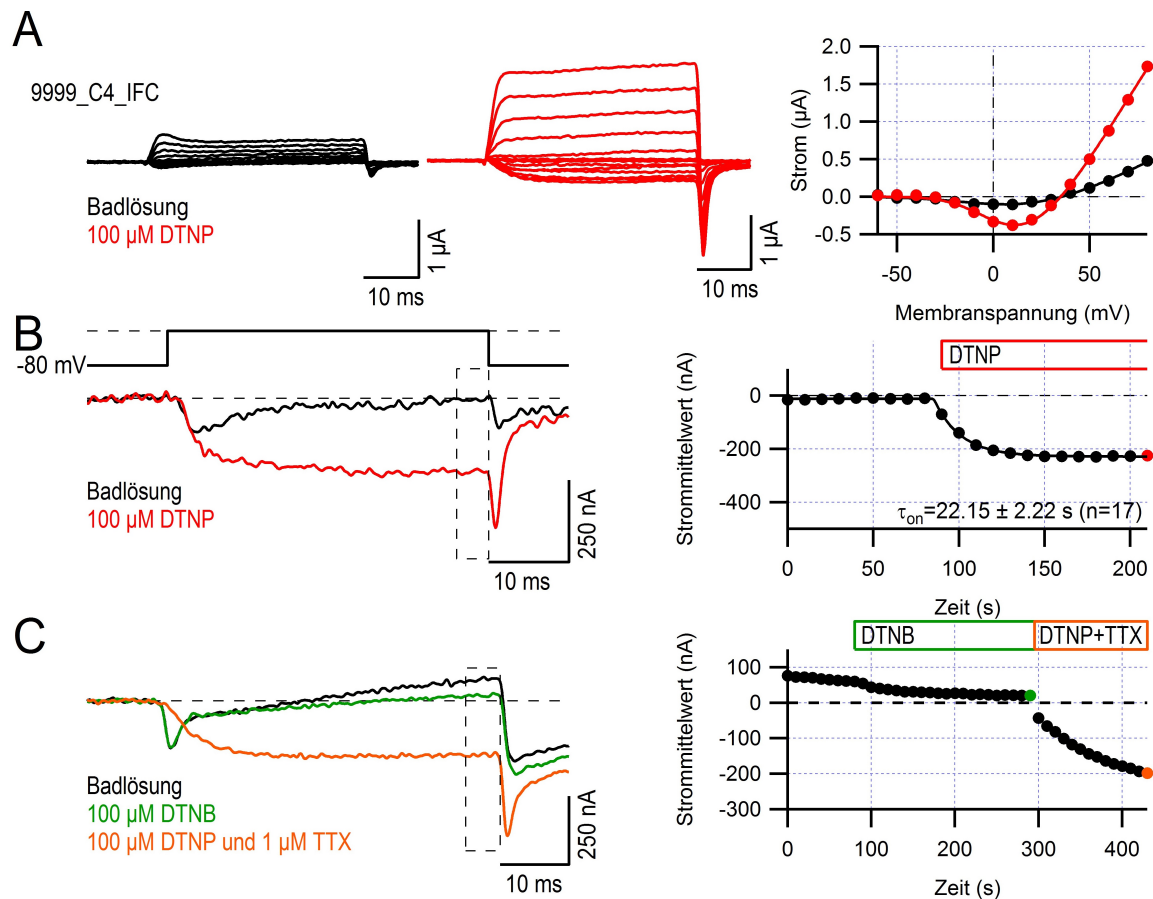 A
9999_C4_IFC
Badlösung
100 µM DTNP
1 µA
10 ms
1 µA
10 ms
Strom (µA)
2.0
1.5
1.0
0.5
0.0
-0.5
-50
0
50
Membranspannung (mV)
B
-80 mV
Badlösung
100 µM DTNP
250 nA
10 ms
DTNP
Strommittelwert (nA)
0
-200
-400
τon=22.15 ± 2.22 s (n=17)
0
50
100
150
200
Zeit (s)
C
Badlösung
100 µM DTNB
100 µM DTNP und 1 µM TTX
250 nA
10 ms
DTNB
DTNP+TTX
Strommittelwert (nA)
100
0
-100
-200
-300
0
100
200
300
400
Zeit (s)